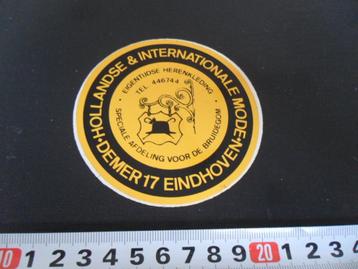 HOLLANDSE & INTERNATIONALE MODE
DEMER 17 EINDHOVEN
EIGENTIJDSE HERENKLEDING
TEL 446744
SPECIALE AFDELING VOOR DE BRUIDEGOM
10 1 2 3 4 5 6 7 8 9 20 1 2 3 4